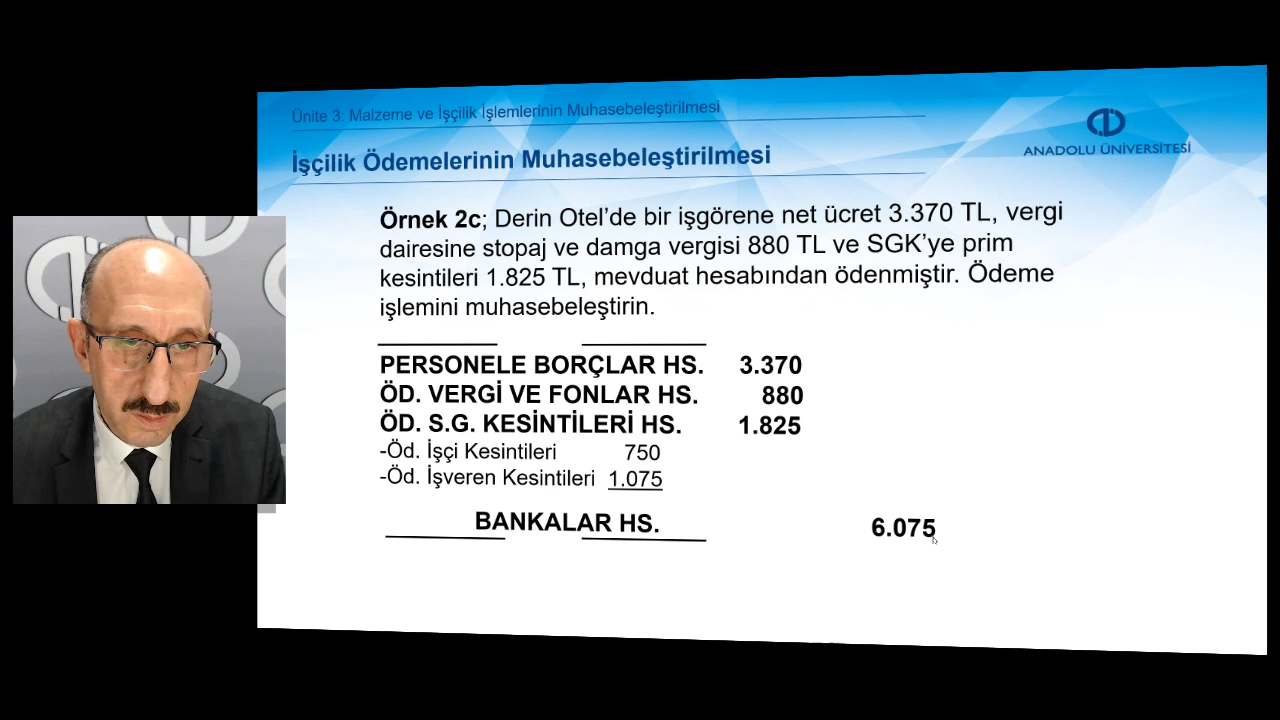 Ünite 3: Malzeme ve İşçilik İşlemlerinin Muhasebeleştirilmesi
İşçilik Ödemelerinin Muhasebeleştirilmesi
ANADOLU ÜNİVERSİTESİ
Örnek 2c; Derin Otel’de bir işgörene net ücret 3.370 TL, vergi
dairesine stopaj ve damga vergisi 880 TL ve SGK’ye prim
kesintileri 1.825 TL, mevduat hesabından ödenmiştir. Ödeme
işlemini muhasebeleştirin.
PERSONELE BORÇLAR HS. 3.370
ÖD. VERGİ VE FONLAR HS. 880
ÖD. S.G. KESİNTİLERİ HS. 1.825
-Öd. İşçi Kesintileri 750
-Öd. İşveren Kesintileri 1.075
BANKALAR HS. 6.075